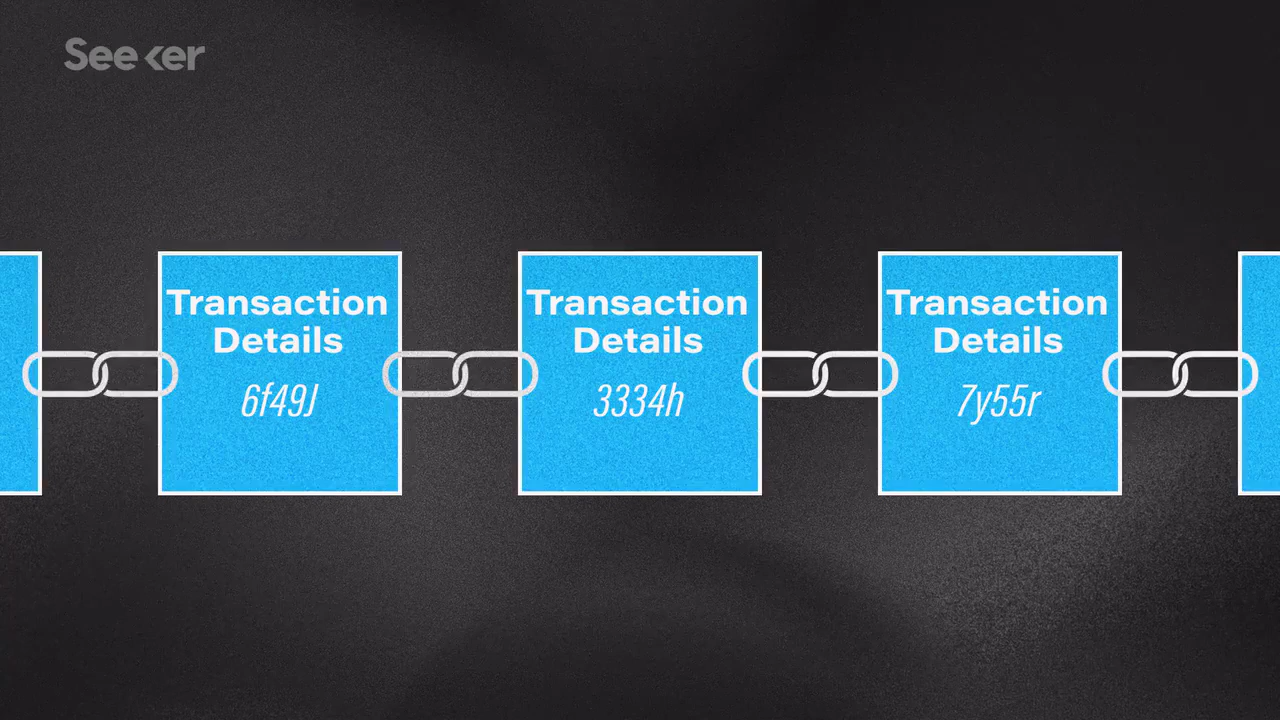 Seeker
Transaction
Details
6f49J
Transaction
Details
3334h
Transaction
Details
7y55r